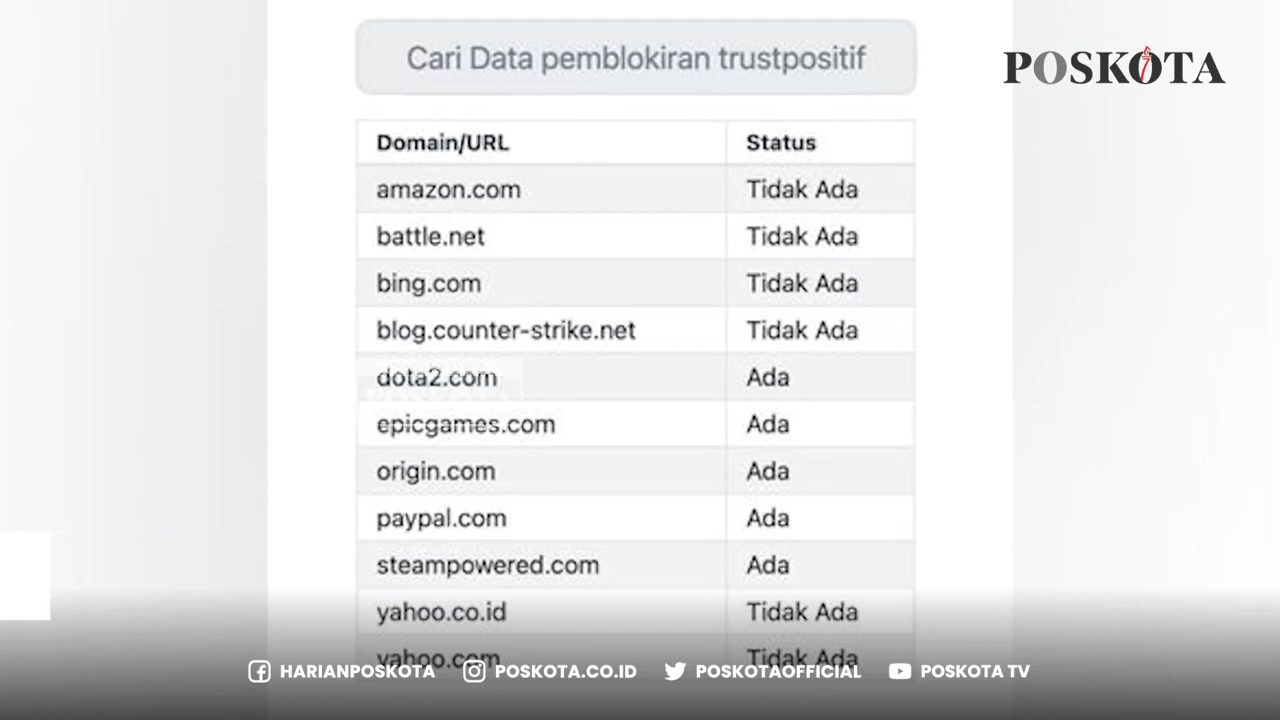 Cari Data pemblokiran trustpositif
POSKOTA
Domain/URL Status
amazon.com Tidak Ada
battle.net Tidak Ada
bing.com Tidak Ada
blog.counter-strike.net Tidak Ada
dota2.com Ada
epicgames.com Ada
origin.com Ada
paypal.com Ada
steampowered.com Ada
yahoo.co.id Tidak Ada
yahoo.com Tidak Ada
HARIANPOSKOTA POSKOTA.CO.ID POSKOTAOFFICIAL POSKOTA TV